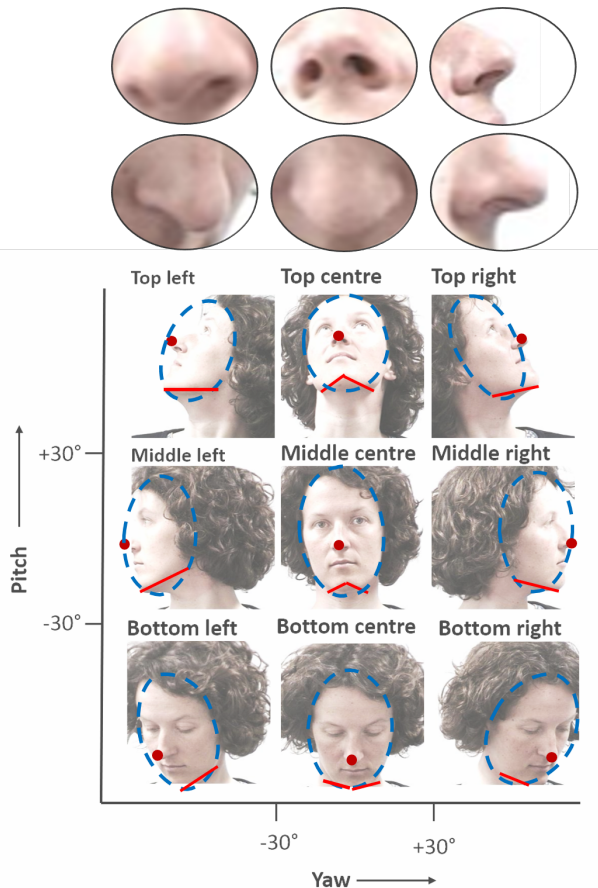 Top left
Top centre
Top right
+30°
Middle left
Middle centre
Middle right
Pitch
-30°
Bottom left
Bottom centre
Bottom right
-30°
+30°
Yaw